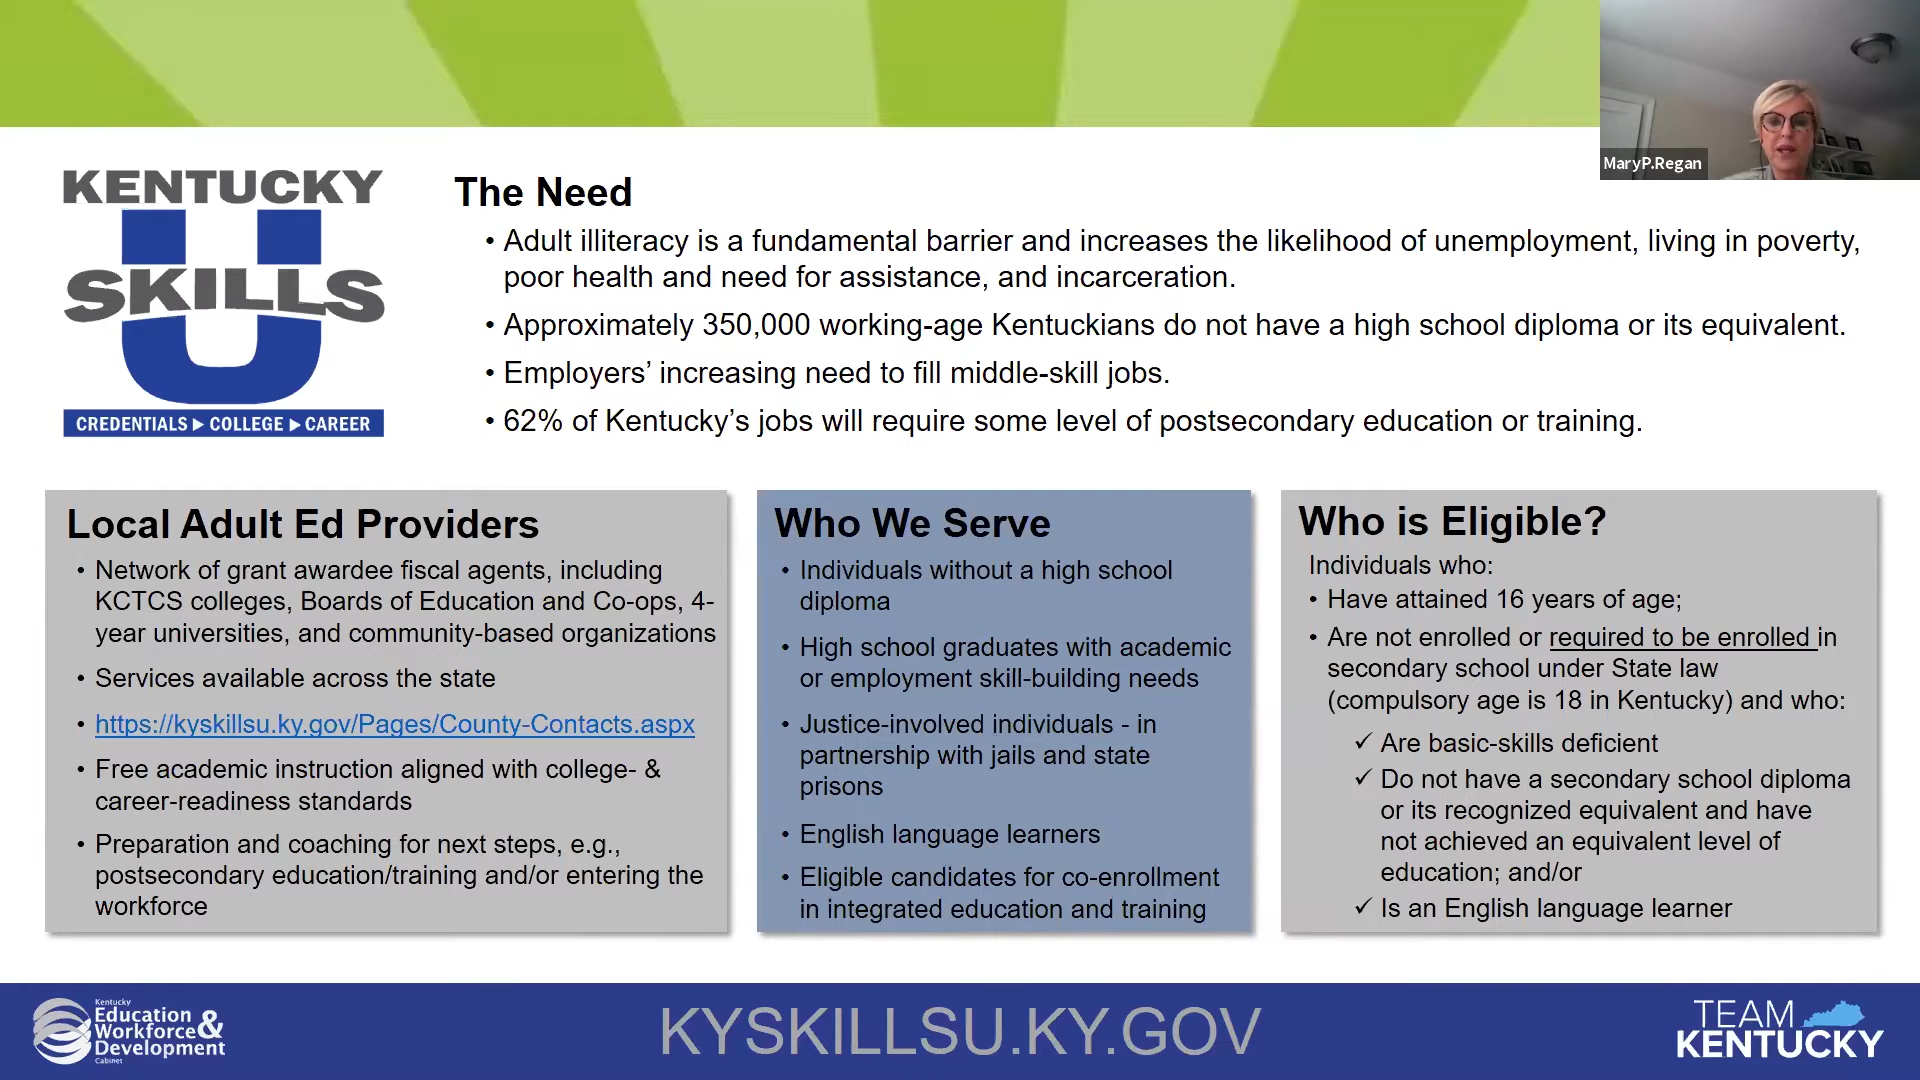 MaryP.Regan
KENTUCKY
SKILLS
U
CREDENTIALS ▶ COLLEGE ▶ CAREER
The Need
• Adult illiteracy is a fundamental barrier and increases the likelihood of unemployment, living in poverty,
poor health and need for assistance, and incarceration.
• Approximately 350,000 working-age Kentuckians do not have a high school diploma or its equivalent.
• Employers’ increasing need to fill middle-skill jobs.
• 62% of Kentucky’s jobs will require some level of postsecondary education or training.
Local Adult Ed Providers
• Network of grant awardee fiscal agents, including
KCTCS colleges, Boards of Education and Co-ops, 4-
year universities, and community-based organizations
• Services available across the state
• https://kyskillsu.ky.gov/Pages/County-Contacts.aspx
• Free academic instruction aligned with college- &
career-readiness standards
• Preparation and coaching for next steps, e.g.,
postsecondary education/training and/or entering the
workforce
Who We Serve
• Individuals without a high school
diploma
• High school graduates with academic
or employment skill-building needs
• Justice-involved individuals - in
partnership with jails and state
prisons
• English language learners
• Eligible candidates for co-enrollment
in integrated education and training
Who is Eligible?
Individuals who:
• Have attained 16 years of age;
• Are not enrolled or required to be enrolled in
secondary school under State law
(compulsory age is 18 in Kentucky) and who:
✓ Are basic-skills deficient
✓ Do not have a secondary school diploma
or its recognized equivalent and have
not achieved an equivalent level of
education; and/or
✓ Is an English language learner
Kentucky
Education &
Workforce
Development
Cabinet
KYSKILLSU.KY.GOV
TEAM
KENTUCKY